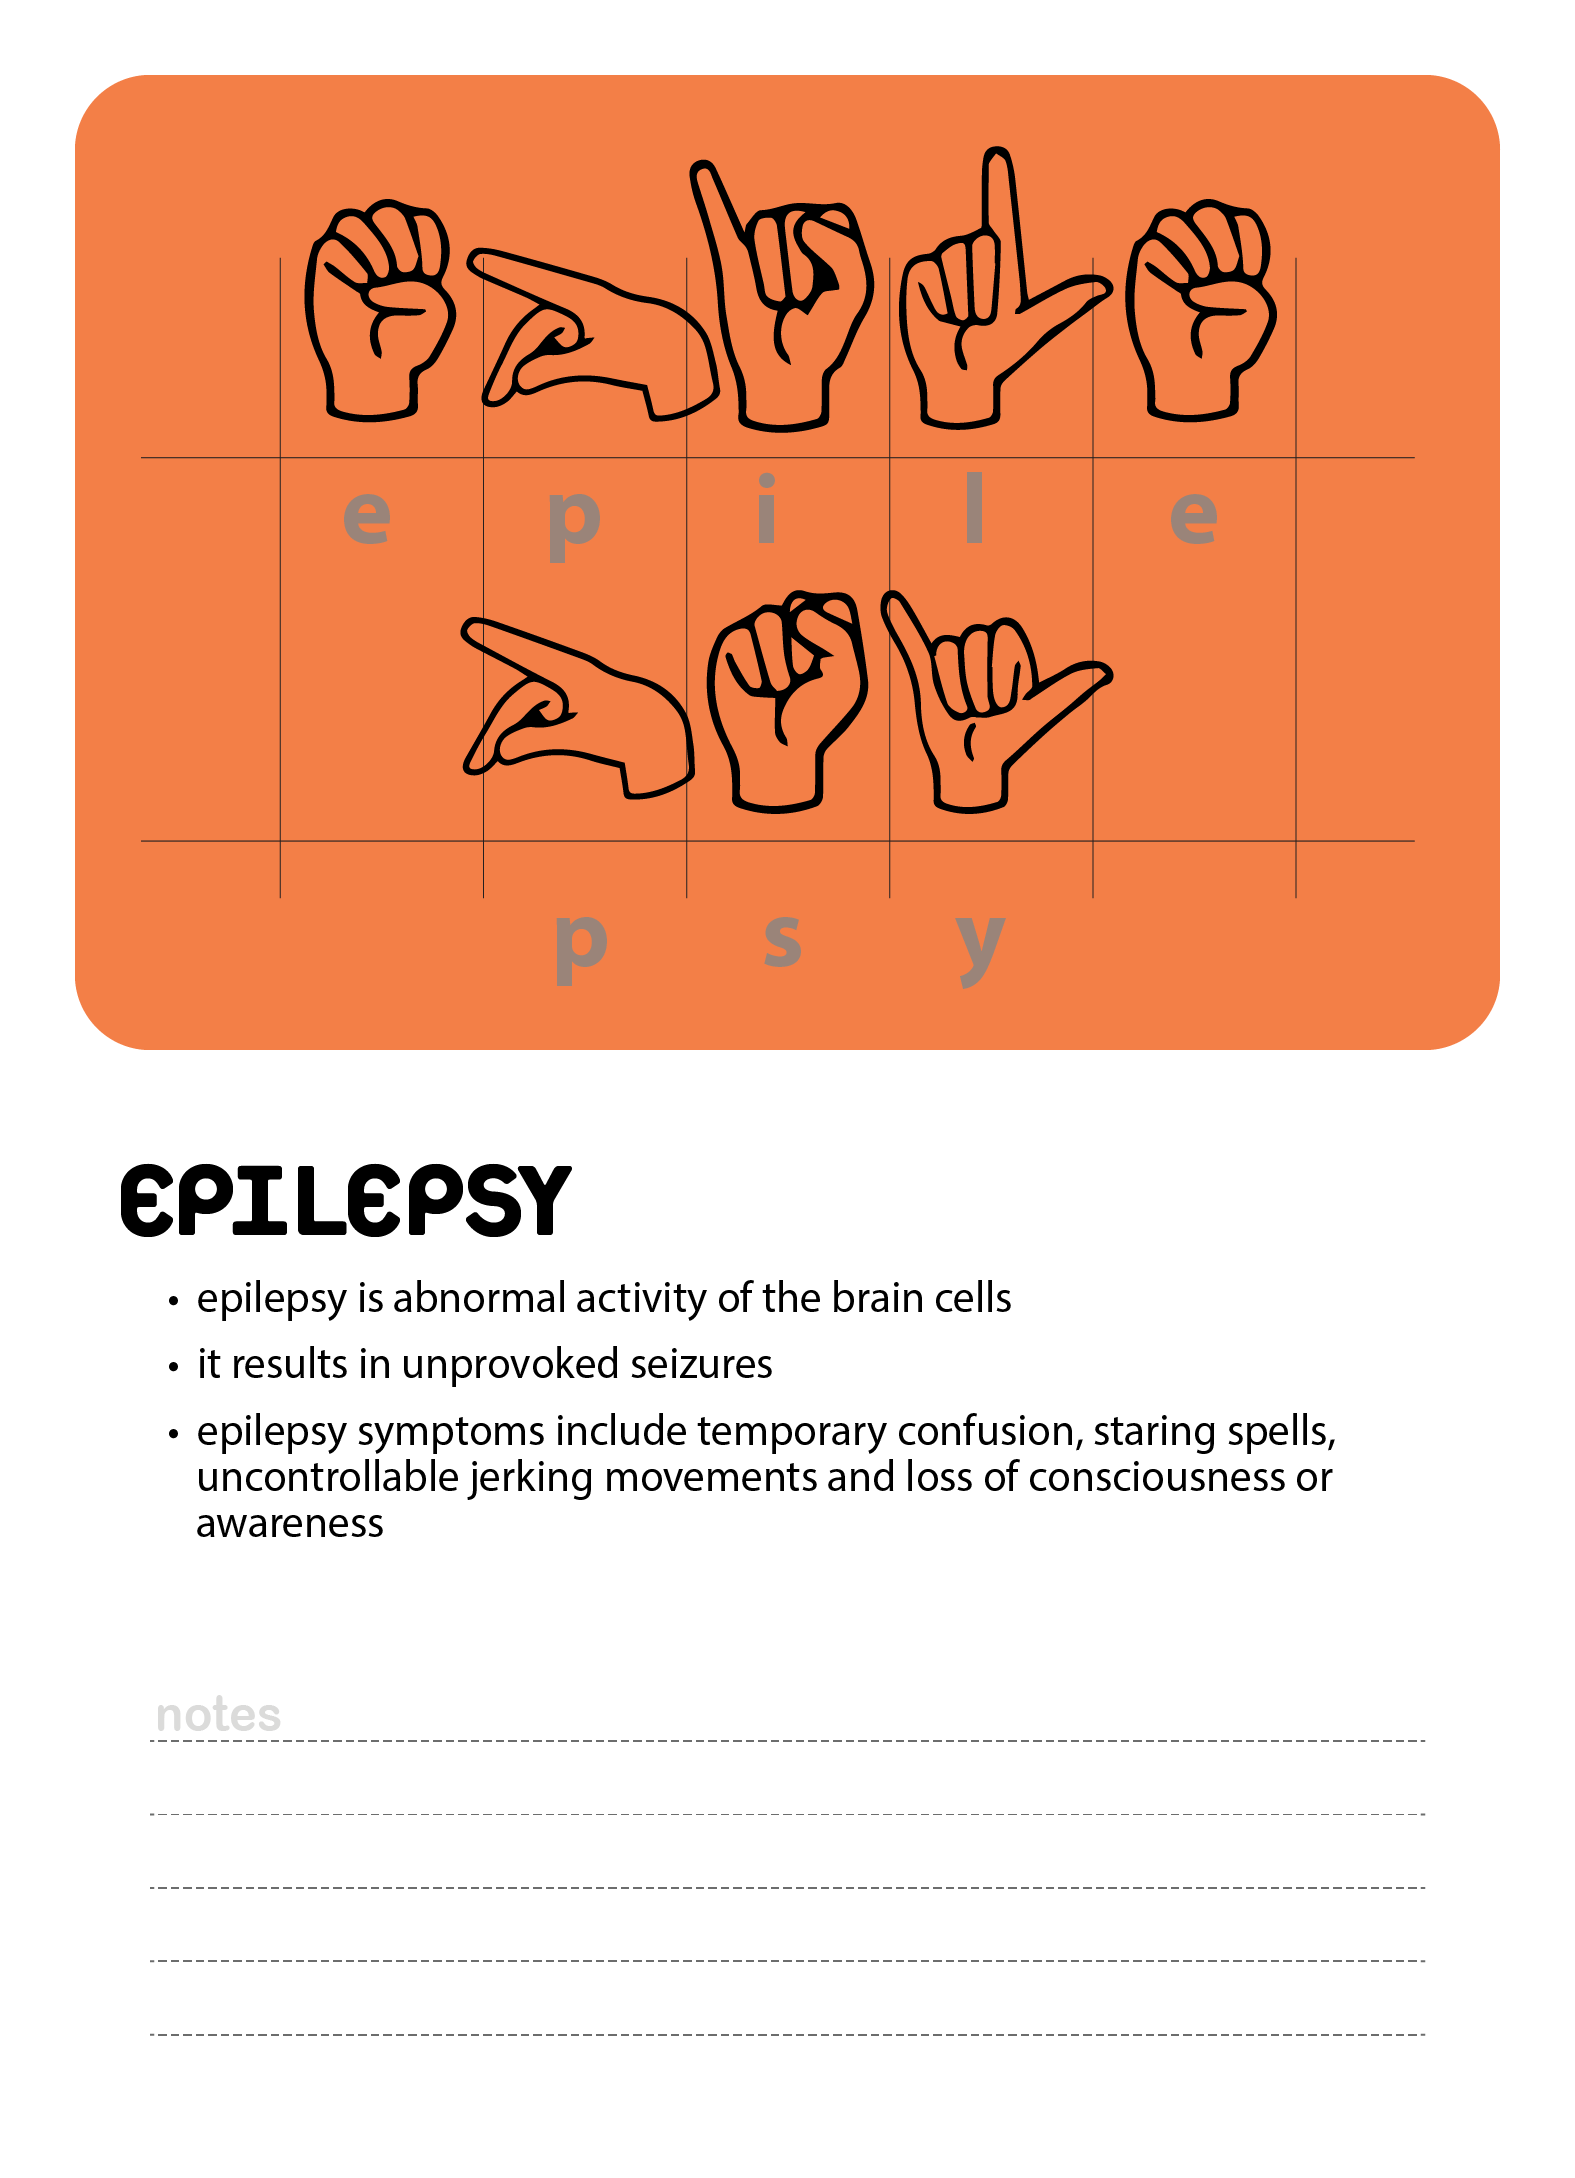 e p i l e
p s y
EPILEPSY
• epilepsy is abnormal activity of the brain cells
• it results in unprovoked seizures
• epilepsy symptoms include temporary confusion, staring spells,
uncontrollable jerking movements and loss of consciousness or
awareness
notes